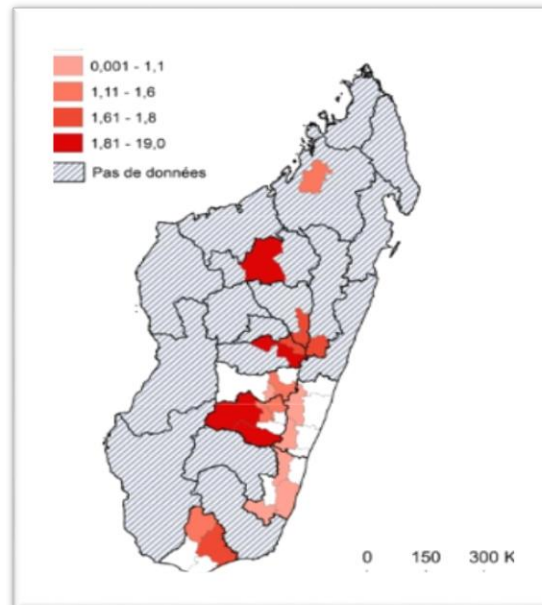 0,001 - 1,1
1,11 - 1,6
1,61 - 1,8
1,81 - 19,0
Pas de données
0 150 300 K